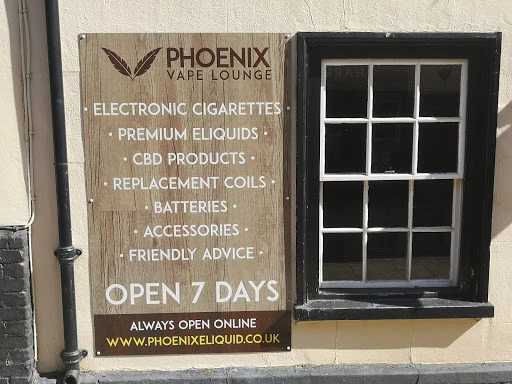 PHOENIX
VAPE LOUNGE
· ELECTRONIC CIGARETTES ·
· PREMIUM ELIQUIDS ·
· CBD PRODUCTS ·
· REPLACEMENT COILS ·
· BATTERIES ·
· ACCESSORIES ·
· FRIENDLY ADVICE ·
OPEN 7 DAYS
ALWAYS OPEN ONLINE
WWW.PHOENIXELIQUID.CO.UK